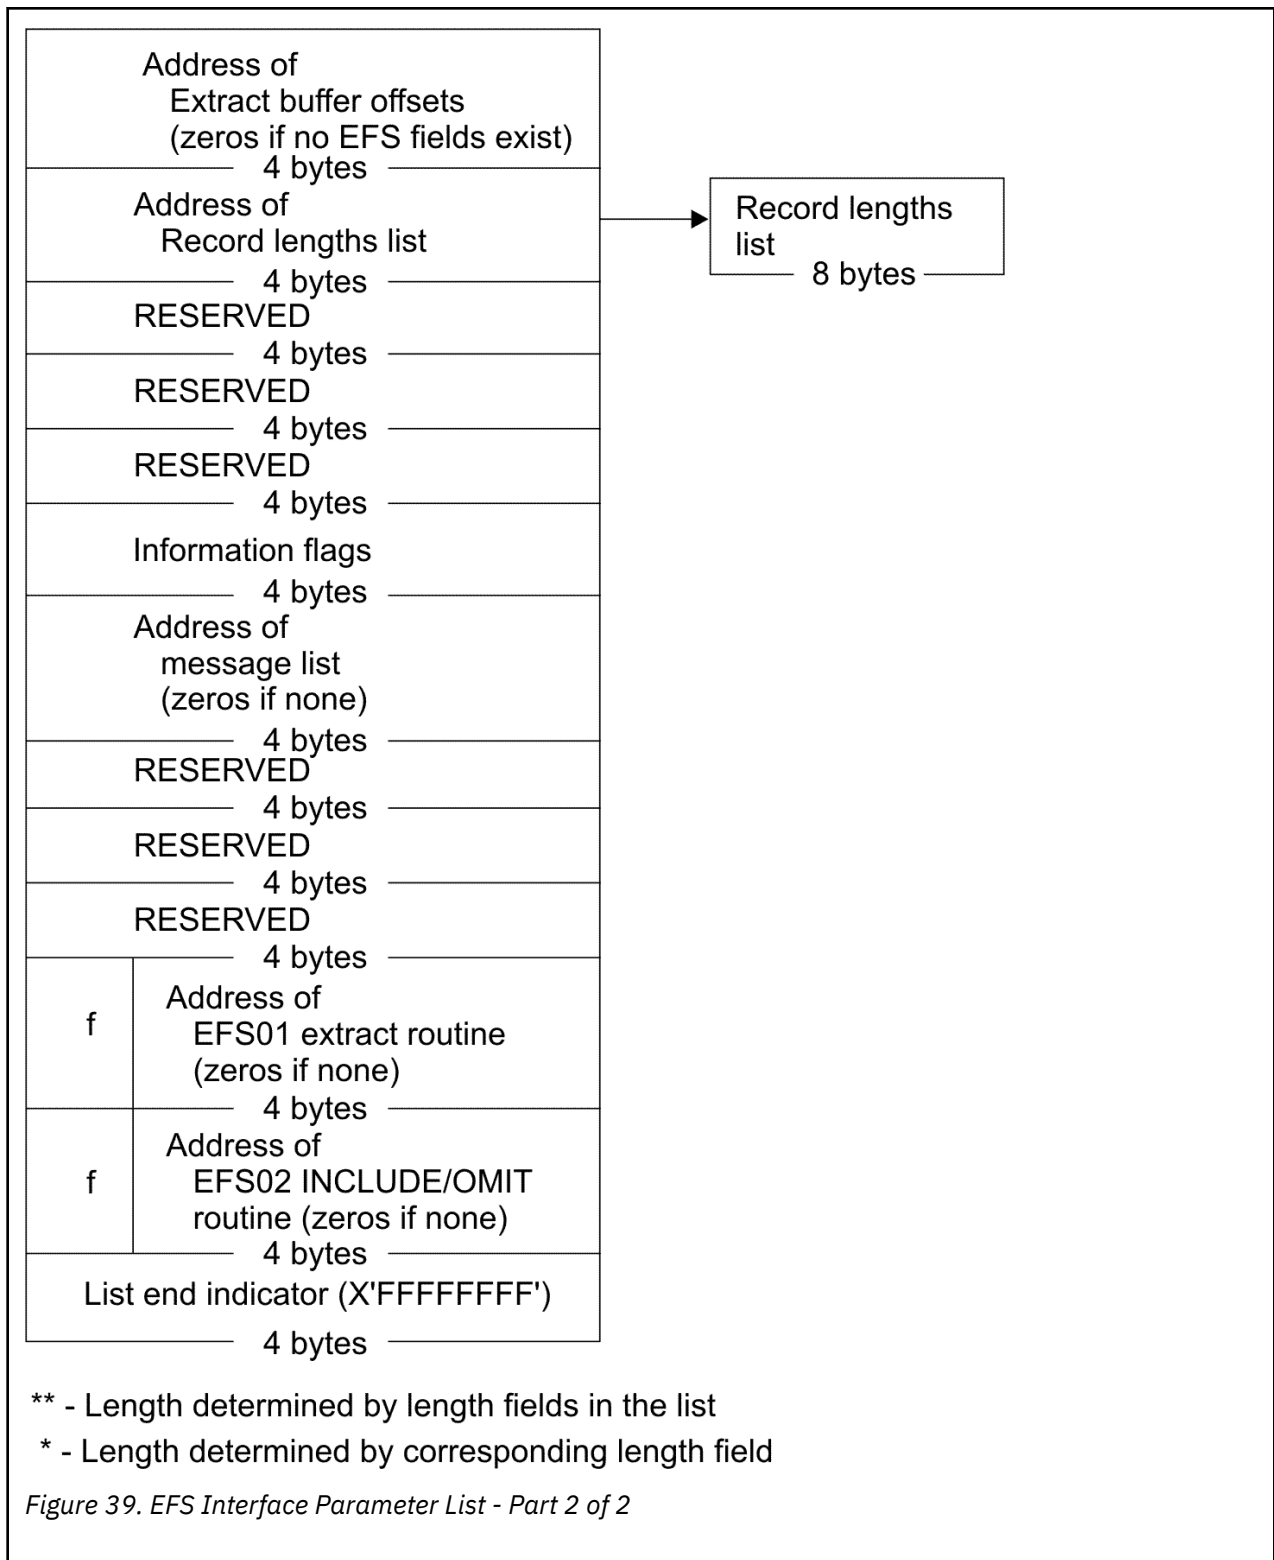 Address of
Extract buffer offsets
(zeros if no EFS fields exist)
4 bytes
Address of
Record lengths list
4 bytes
Record lengths
list
8 bytes
RESERVED
4 bytes
RESERVED
4 bytes
RESERVED
4 bytes
Information flags
4 bytes
Address of
message list
(zeros if none)
4 bytes
RESERVED
4 bytes
RESERVED
4 bytes
RESERVED
4 bytes
f
Address of
EFS01 extract routine
(zeros if none)
4 bytes
f
Address of
EFS02 INCLUDE/OMIT
routine (zeros if none)
4 bytes
List end indicator (X'FFFFFFFF')
4 bytes
** - Length determined by length fields in the list
* - Length determined by corresponding length field
Figure 39. EFS Interface Parameter List - Part 2 of 2